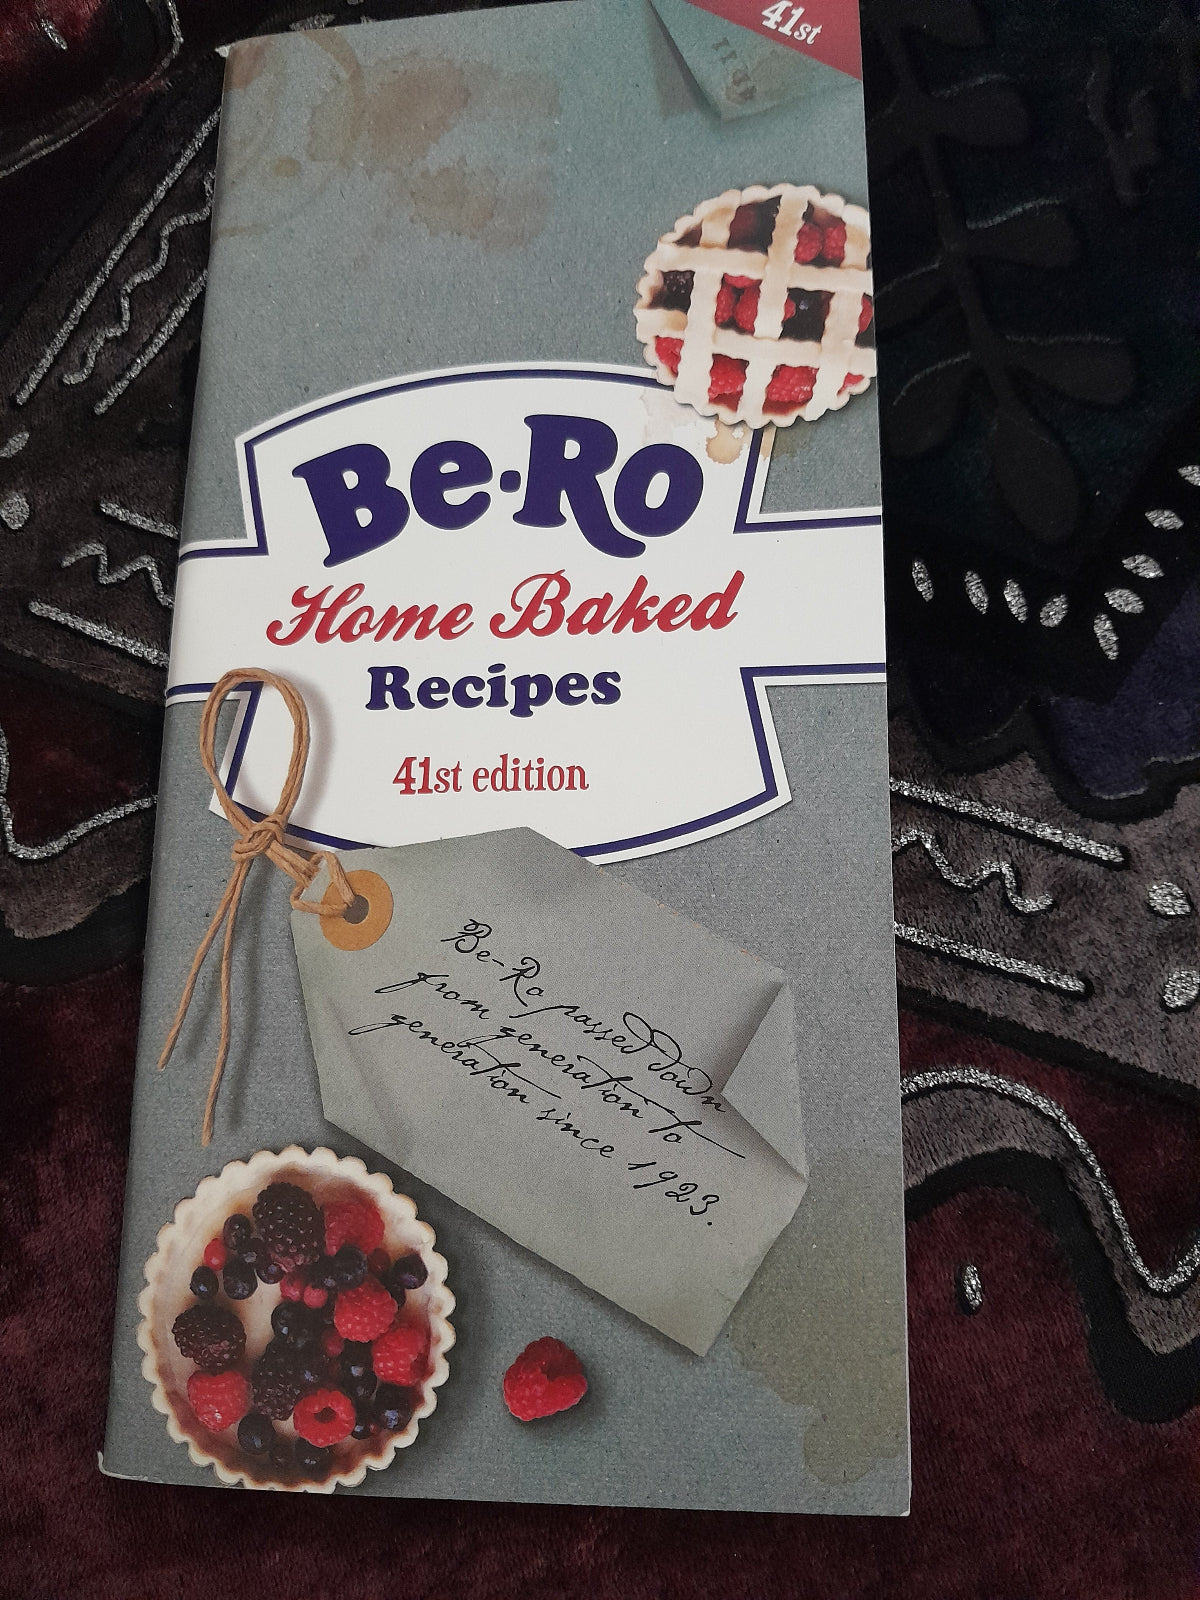 41st
Be-Ro
Home Baked
Recipes
41st edition
Be-Ro passed down
from generation to
generation since 1923.